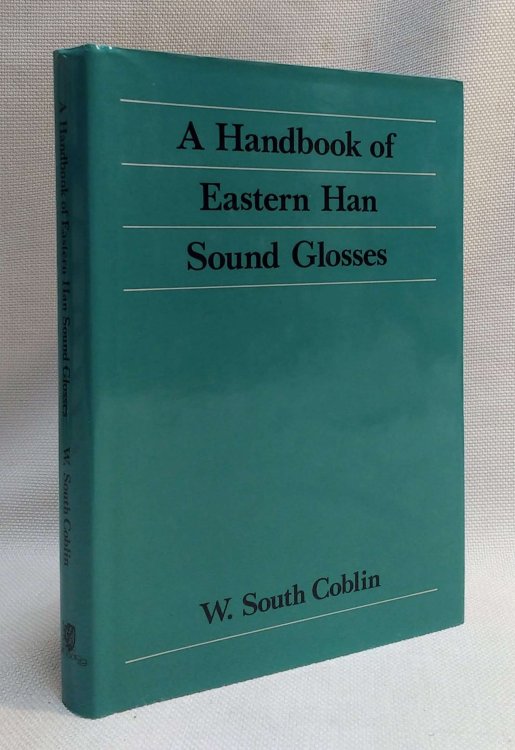 A Handbook of
Eastern Han
Sound Glosses
W. South Coblin
A Handbook of Eastern Han Sound Glosses W. South Coblin